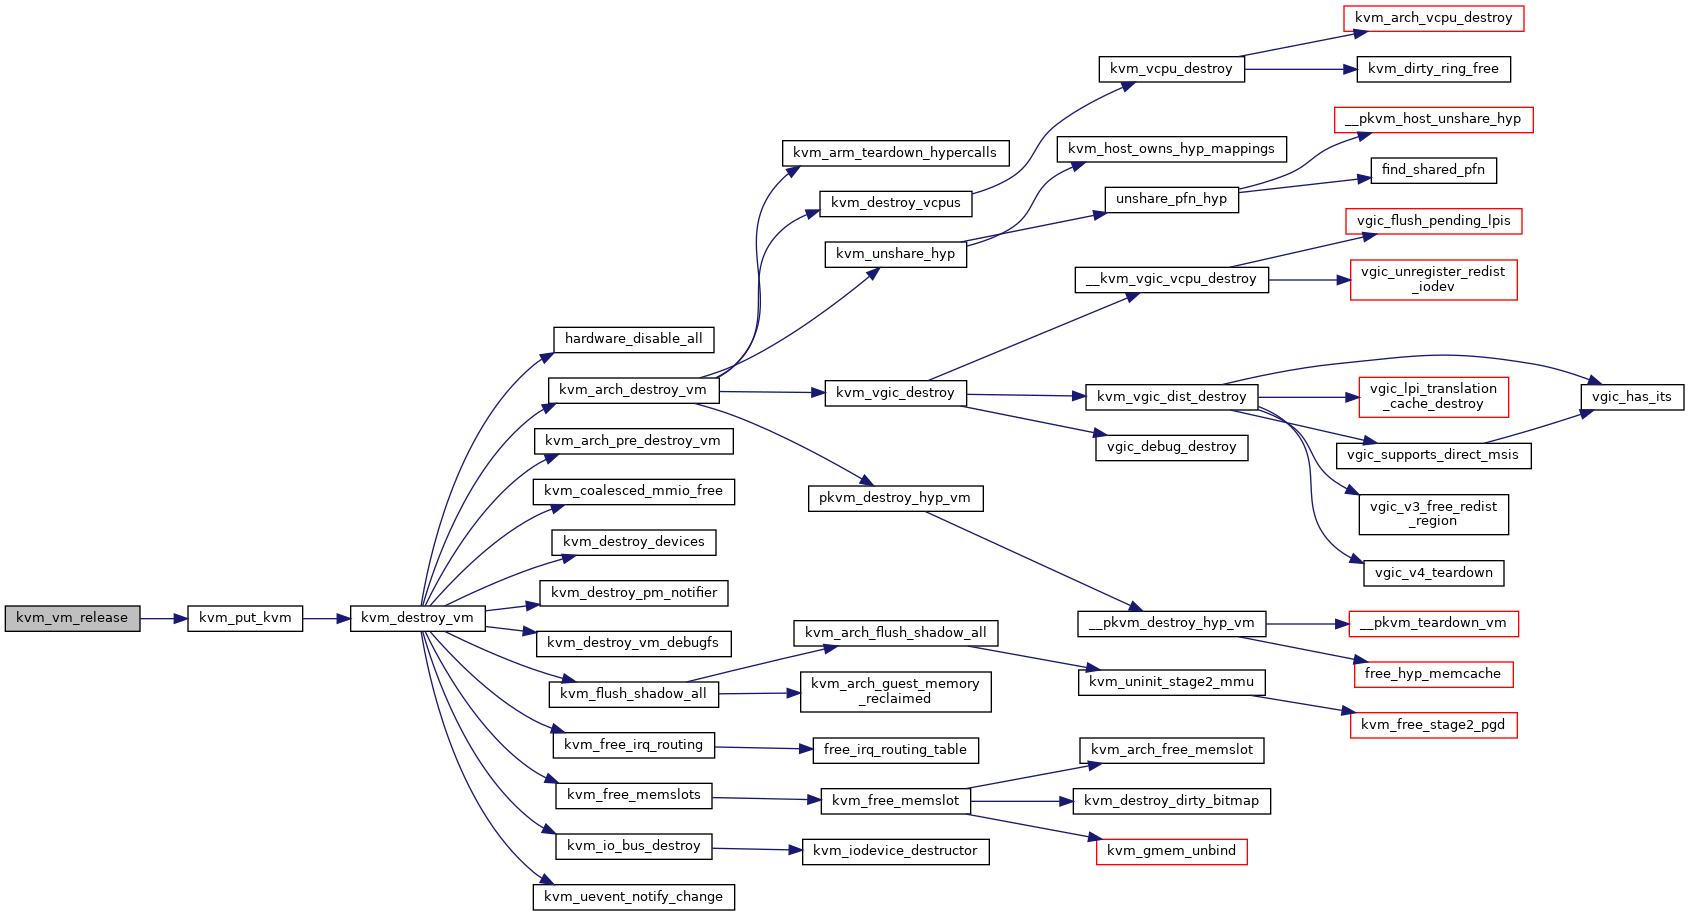 kvm_vm_release
kvm_put_kvm
kvm_destroy_vm
hardware_disable_all
kvm_arch_destroy_vm
kvm_arch_pre_destroy_vm
kvm_coalesced_mmio_free
kvm_destroy_devices
kvm_destroy_pm_notifier
kvm_destroy_vm_debugfs
kvm_flush_shadow_all
kvm_free_irq_routing
kvm_free_memslots
kvm_io_bus_destroy
kvm_uevent_notify_change
kvm_arm_teardown_hypercalls
kvm_destroy_vcpus
kvm_unshare_hyp
kvm_vgic_destroy
pkvm_destroy_hyp_vm
kvm_arch_flush_shadow_all
kvm_arch_guest_memory
_reclaimed
free_irq_routing_table
kvm_free_memslot
kvm_iodevice_destructor
kvm_vcpu_destroy
kvm_host_owns_hyp_mappings
unshare_pfn_hyp
__kvm_vgic_vcpu_destroy
kvm_vgic_dist_destroy
vgic_debug_destroy
__pkvm_destroy_hyp_vm
kvm_uninit_stage2_mmu
kvm_arch_free_memslot
kvm_destroy_dirty_bitmap
kvm_gmem_unbind
kvm_arch_vcpu_destroy
kvm_dirty_ring_free
__pkvm_host_unshare_hyp
find_shared_pfn
vgic_flush_pending_lpis
vgic_unregister_redist
_iodev
vgic_lpi_translation
_cache_destroy
vgic_supports_direct_msis
vgic_v3_free_redist
_region
vgic_v4_teardown
__pkvm_teardown_vm
free_hyp_memcache
kvm_free_stage2_pgd
vgic_has_its